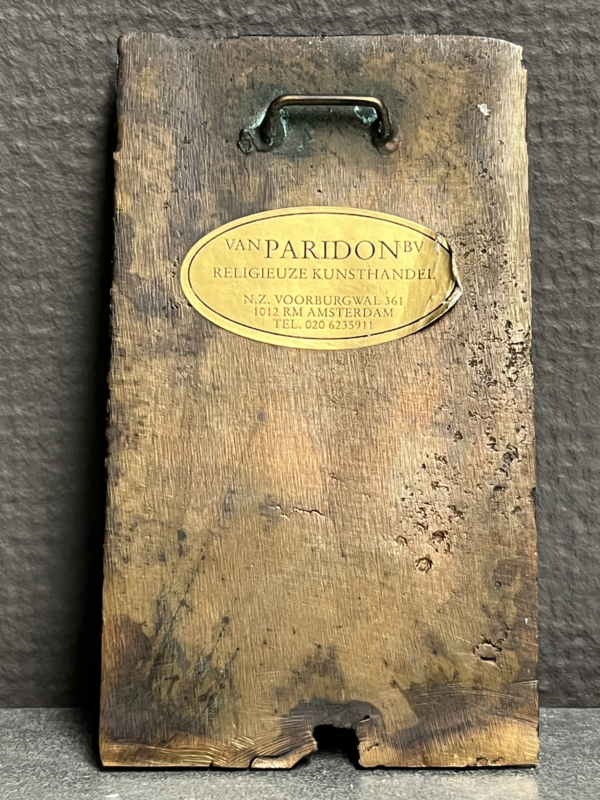 VAN PARIDON BV
RELIGIEUZE KUNSTHANDEL
N.Z. VOORBURGWAL 361
1012 RM AMSTERDAM
TEL. 020 6235911